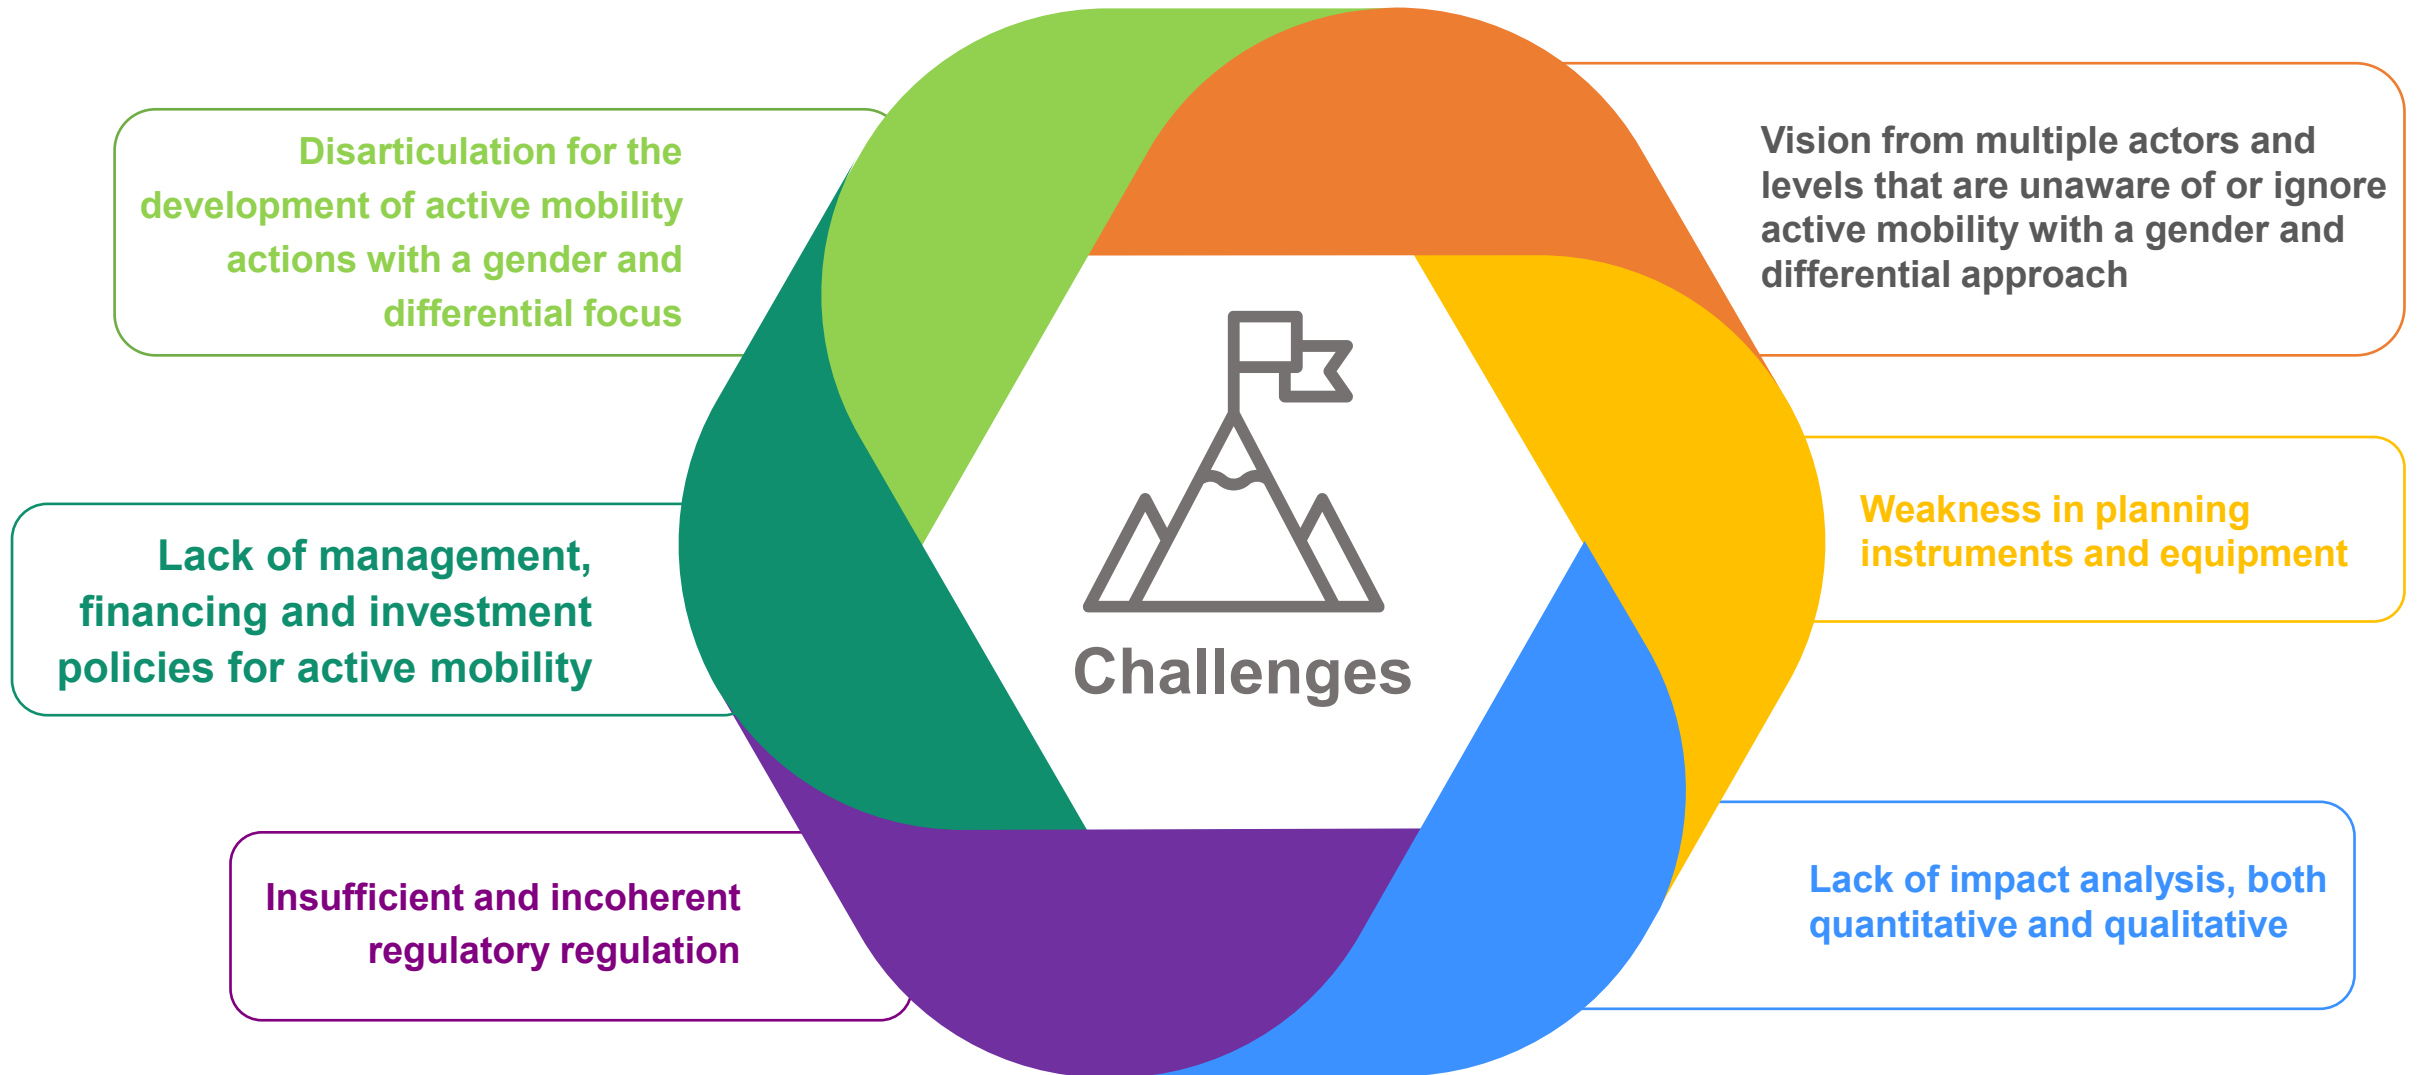 Disarticulation for the
development of active mobility
actions with a gender and
differential focus
Vision from multiple actors and
levels that are unaware of or ignore
active mobility with a gender and
differential approach
Lack of management,
financing and investment
policies for active mobility
Challenges
Weakness in planning
instruments and equipment
Insufficient and incoherent
regulatory regulation
Lack of impact analysis, both
quantitative and qualitative